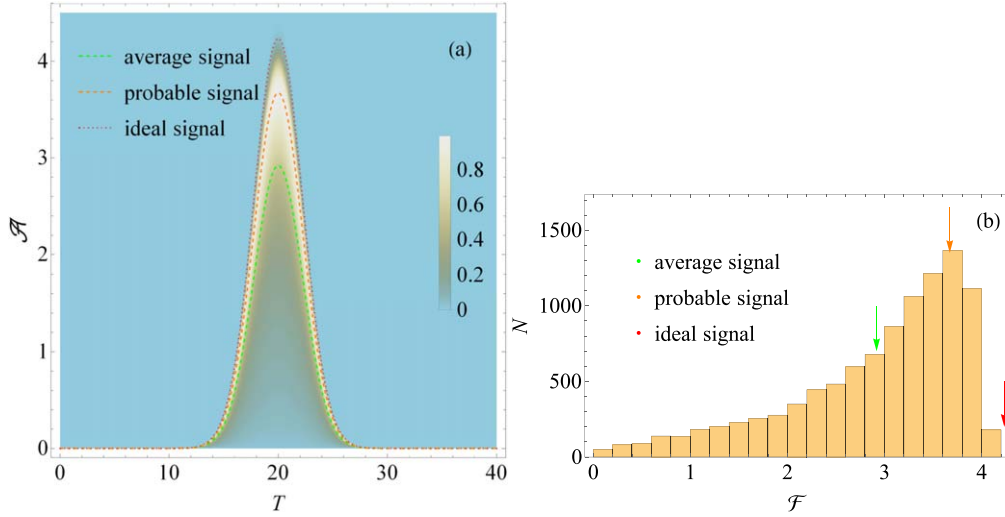 (a)
average signal
probable signal
ideal signal
4
3
2
1
0
𝒜
0.8
0.6
0.4
0.2
0
0 10 20 30 40
T
(b)
average signal
probable signal
ideal signal
1500
1000
500
0
N
0 1 2 3 4
ℱ